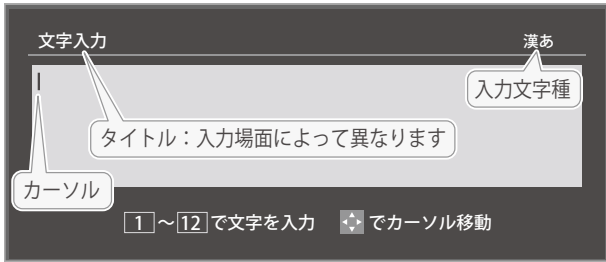 文字入力 漢あ
入力文字種
タイトル：入力場面によって異なります
カーソル
1～12で文字を入力 でカーソル移動